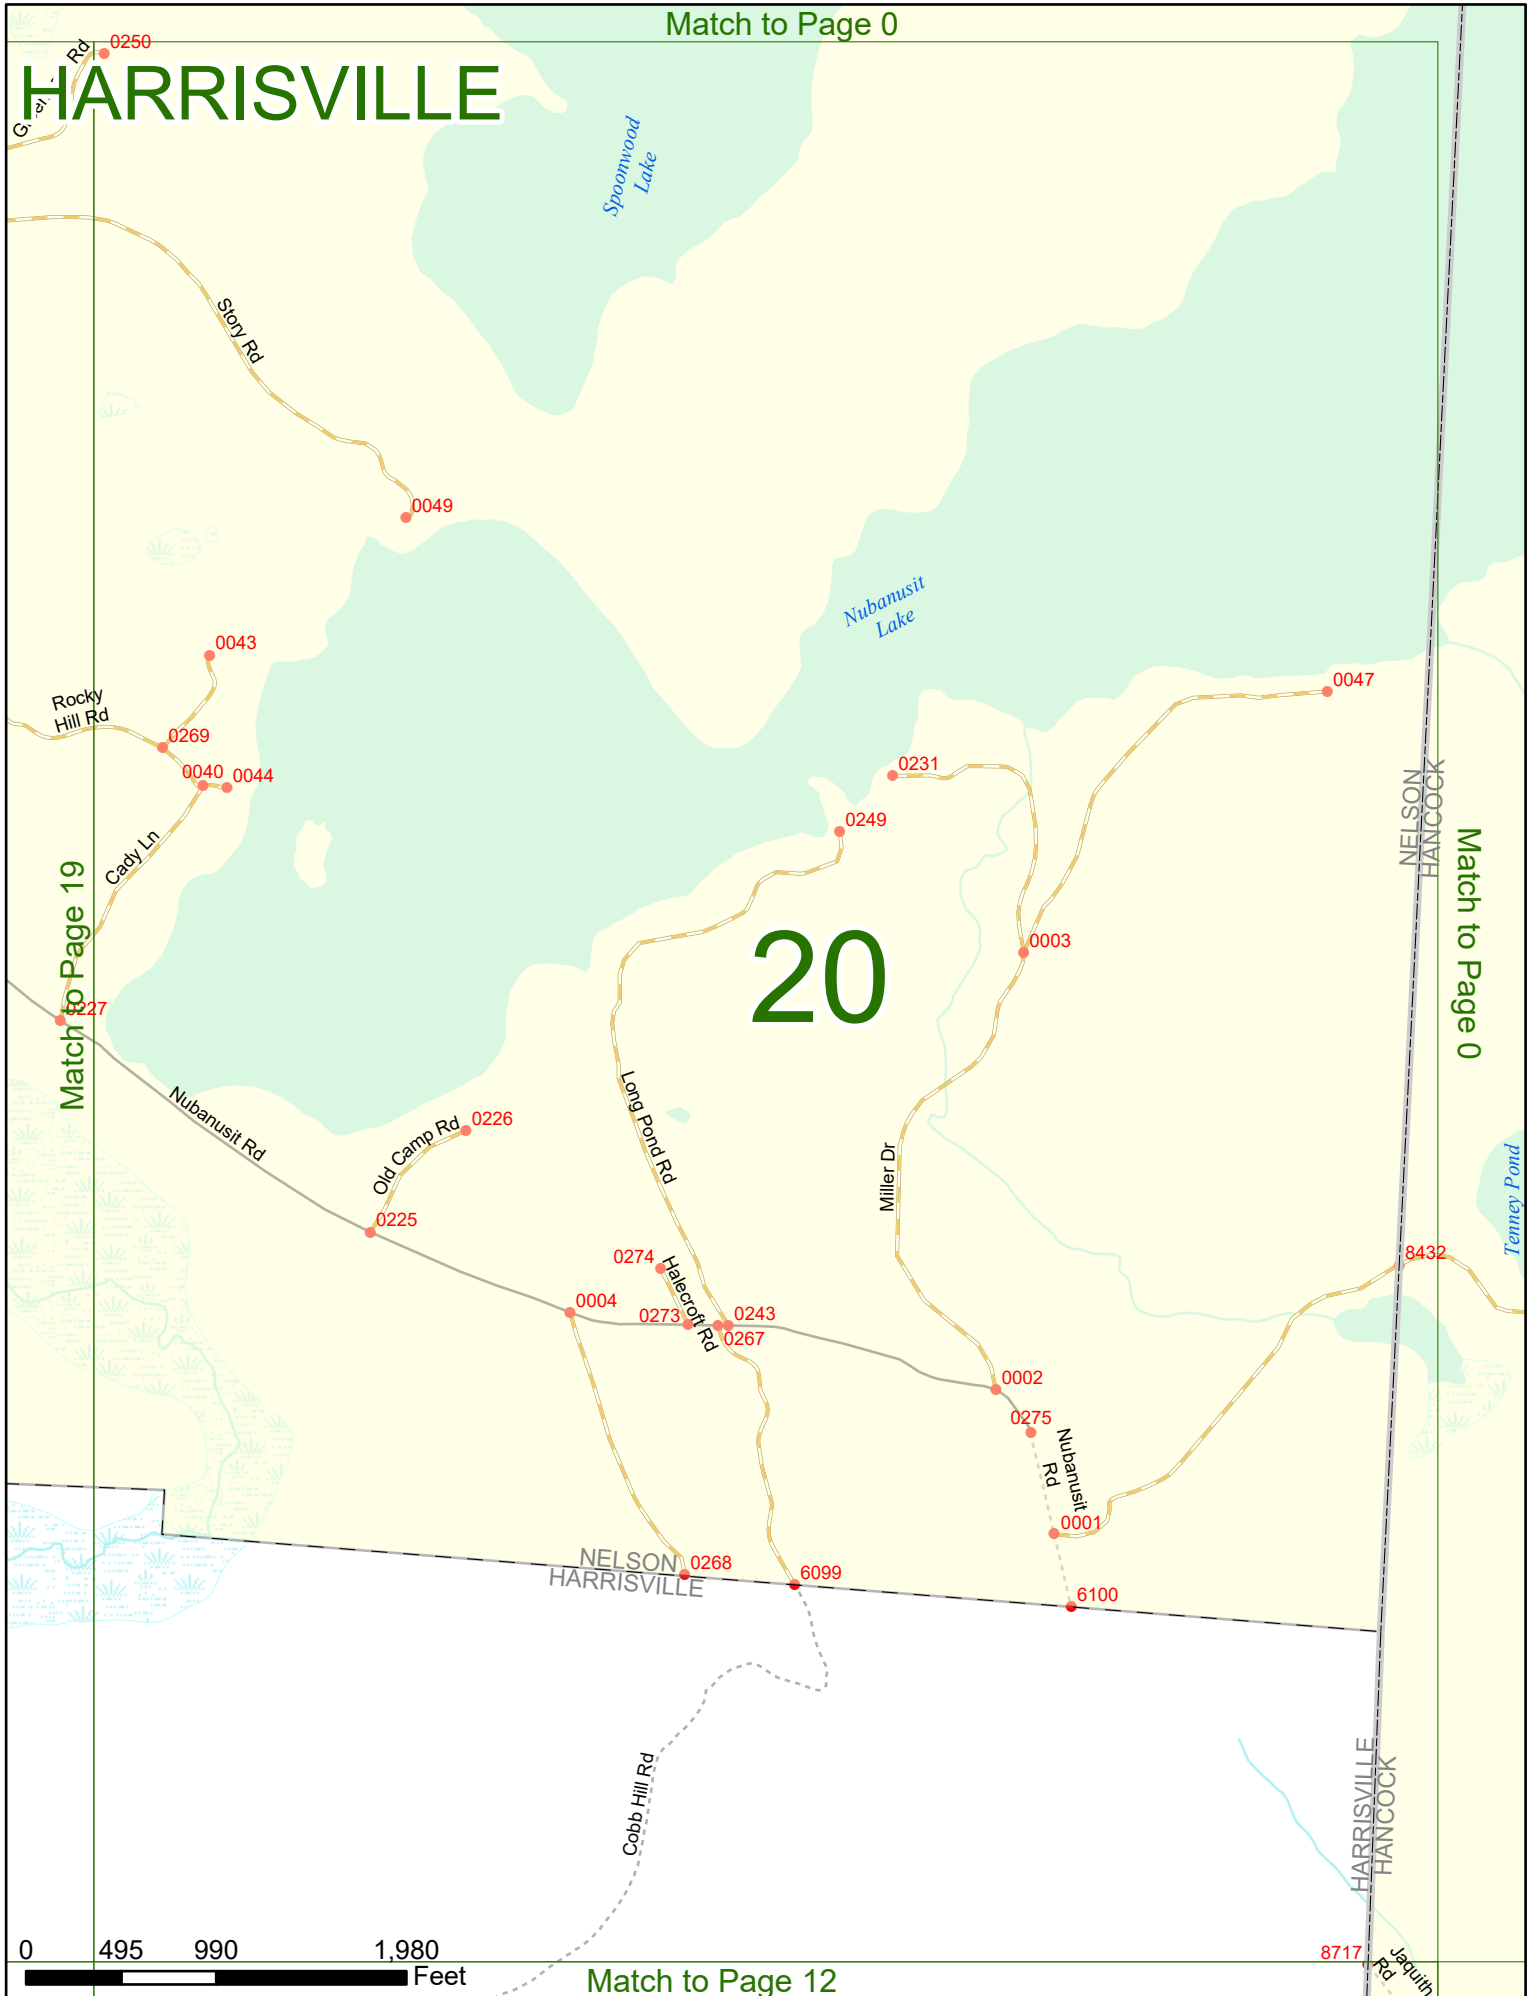 Match to Page 0
0250
Rd
HARRISVILLE
Spoonwood
Lake
Story Rd
0049
Nubanusit
Lake
0043
Rocky
Hill Rd
0047
0269
0040
0044
0231
NELSON
HANCOCK
0249
Cady Ln
Match to Page 19
Match to Page 0
20
0003
0227
Nubanusit Rd
Old Camp Rd
0226
Long Pond Rd
Miller Dr
Tenney Pond
0225
8432
0274
Halecroft Rd
0004
0273
0243
0267
0002
0275
Nubanusit
Rd
0001
NELSON
HARRISVILLE
0268
6099
6100
Cobb Hill Rd
HARRISVILLE
HANCOCK
0
495
990
1,980
Feet
8717
Jaquith
Rd
Match to Page 12